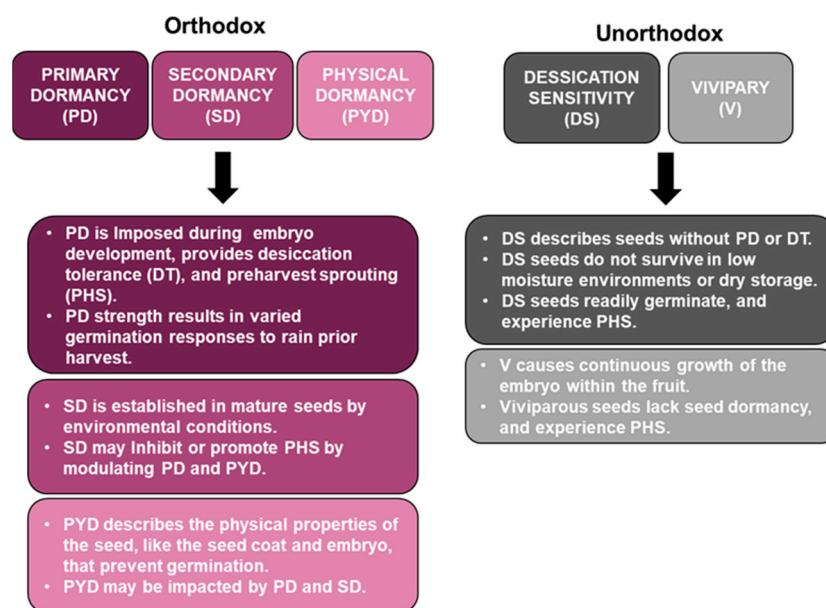 Orthodox
PRIMARY
DORMANCY
(PD)
SECONDARY
DORMANCY
(SD)
PHYSICAL
DORMANCY
(PYD)
• PD is Imposed during embryo
development, provides desiccation
tolerance (DT), and preharvest sprouting
(PHS).
• PD strength results in varied
germination responses to rain prior
harvest.
• SD is established in mature seeds by
environmental conditions.
• SD may Inhibit or promote PHS by
modulating PD and PYD.
• PYD describes the physical properties of
the seed, like the seed coat and embryo,
that prevent germination.
• PYD may be impacted by PD and SD.
Unorthodox
DESSICATION
SENSITIVITY
(DS)
VIVIPARY
(V)
• DS describes seeds without PD or DT.
• DS seeds do not survive in low
moisture environments or dry storage.
• DS seeds readily germinate, and
experience PHS.
• V causes continuous growth of the
embryo within the fruit.
• Viviparous seeds lack seed dormancy,
and experience PHS.